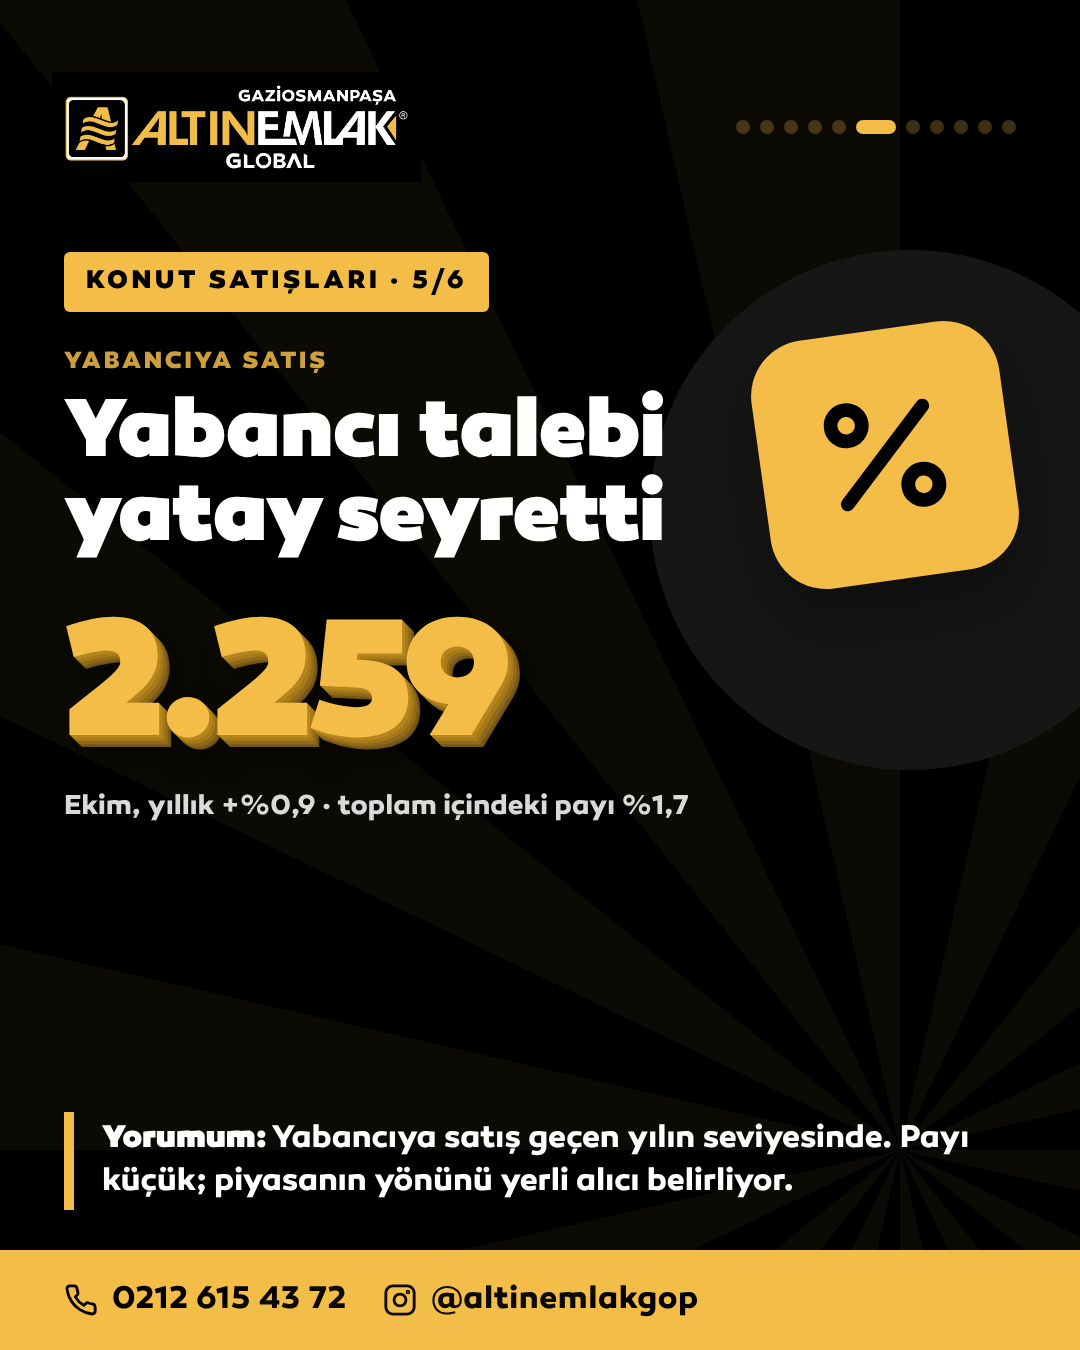 GAZİOSMANPAŞA
ALTINEMLAK®
GLOBAL
KONUT SATIŞLARI · 5/6
YABANCIYA SATIŞ
Yabancı talebi
yatay seyretti
%
2.259
Ekim, yıllık +%0,9 · toplam içindeki payı %1,7
Yorumum: Yabancıya satış geçen yılın seviyesinde. Payı
küçük; piyasanın yönünü yerli alıcı belirliyor.
0212 615 43 72 @altinemlakgop